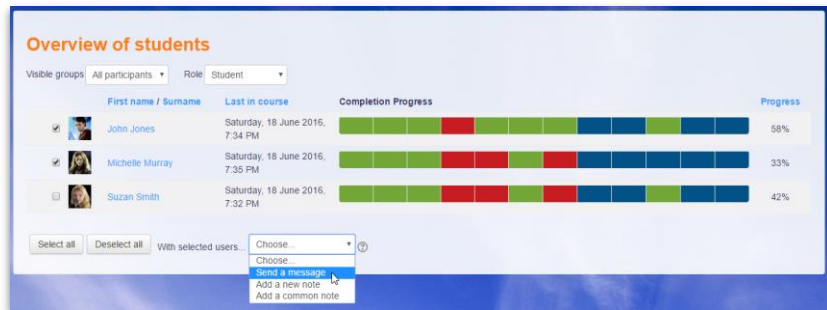 Overview of students
Visible groups All participants Role Student
First name / Surname Last in course Completion Progress Progress
John Jones Saturday, 18 June 2016, 7:34 PM 58%
Michelle Murray Saturday, 18 June 2016, 7:35 PM 33%
Suzan Smith Saturday, 18 June 2016, 7:32 PM 42%
Select all Deselect all With selected users... Choose... ?
Choose...
Send a message
Add a new note
Add a common note